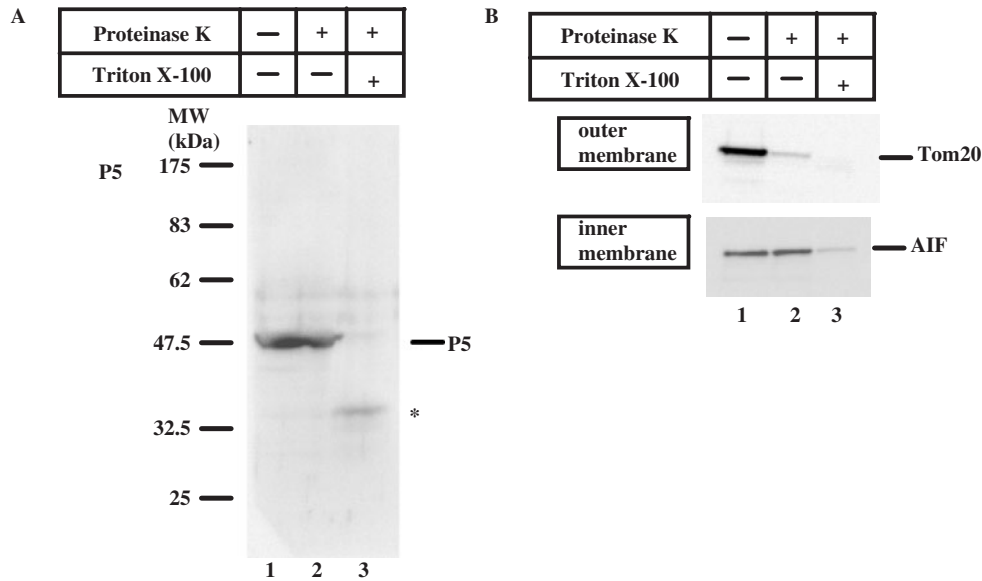 A
Proteinase K — + +
Triton X-100 — — +
MW
(kDa)
P5
175
83
62
47.5
32.5
25
P5
*
1 2 3
B
Proteinase K — + +
Triton X-100 — — +
outer
membrane
Tom20
inner
membrane
AIF
1 2 3